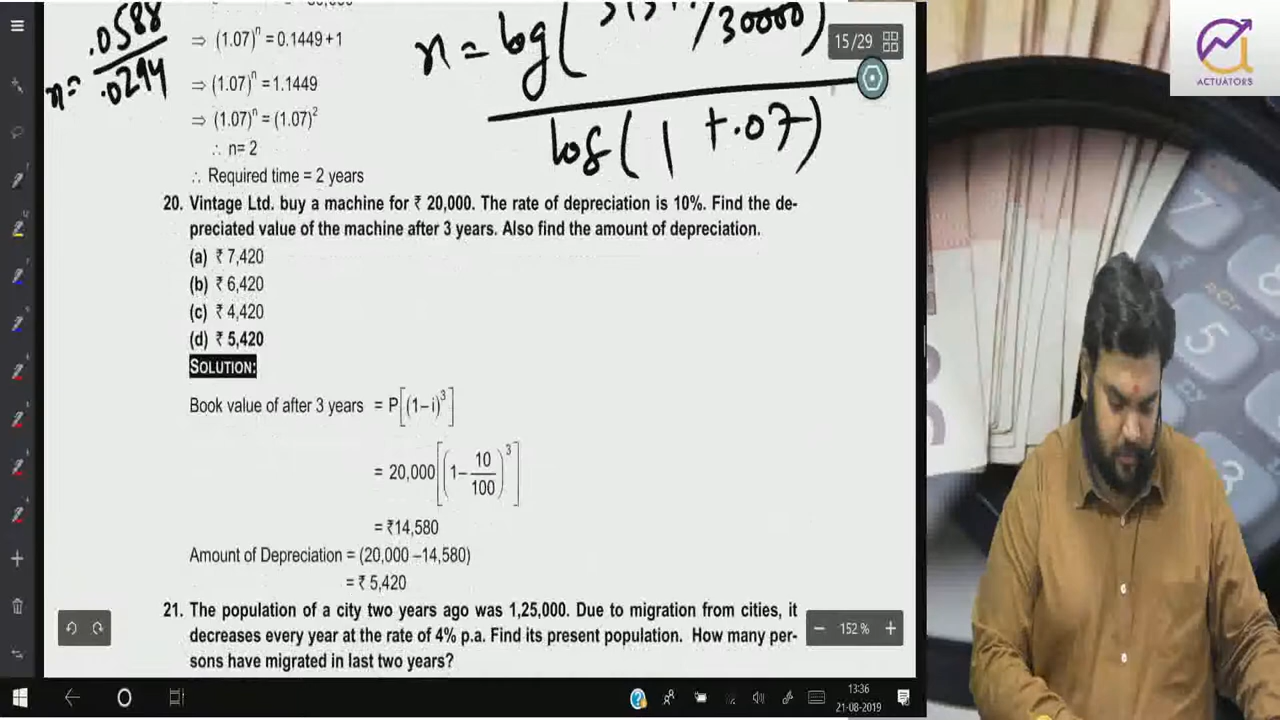 ⇒ (1.07)ⁿ = 0.1449+1
n = .0588 / .0294
⇒ (1.07)ⁿ = 1.1449
⇒ (1.07)ⁿ = (1.07)²
∴ n= 2
∴ Required time = 2 years
n = log( /30000)
log(1 + .07)
15/29
ACTUATORS
20. Vintage Ltd. buy a machine for ₹ 20,000. The rate of depreciation is 10%. Find the de-
preciated value of the machine after 3 years. Also find the amount of depreciation.
(a) ₹ 7,420
(b) ₹ 6,420
(c) ₹ 4,420
(d) ₹ 5,420
SOLUTION:
Book value of after 3 years = P[(1–i)³]
= 20,000[(1– 10/100)³]
= ₹14,580
Amount of Depreciation = (20,000 –14,580)
= ₹ 5,420
21. The population of a city two years ago was 1,25,000. Due to migration from cities, it
decreases every year at the rate of 4% p.a. Find its present population. How many per-
sons have migrated in last two years?
− 152 % +
13:36
21-08-2019
7
5
3